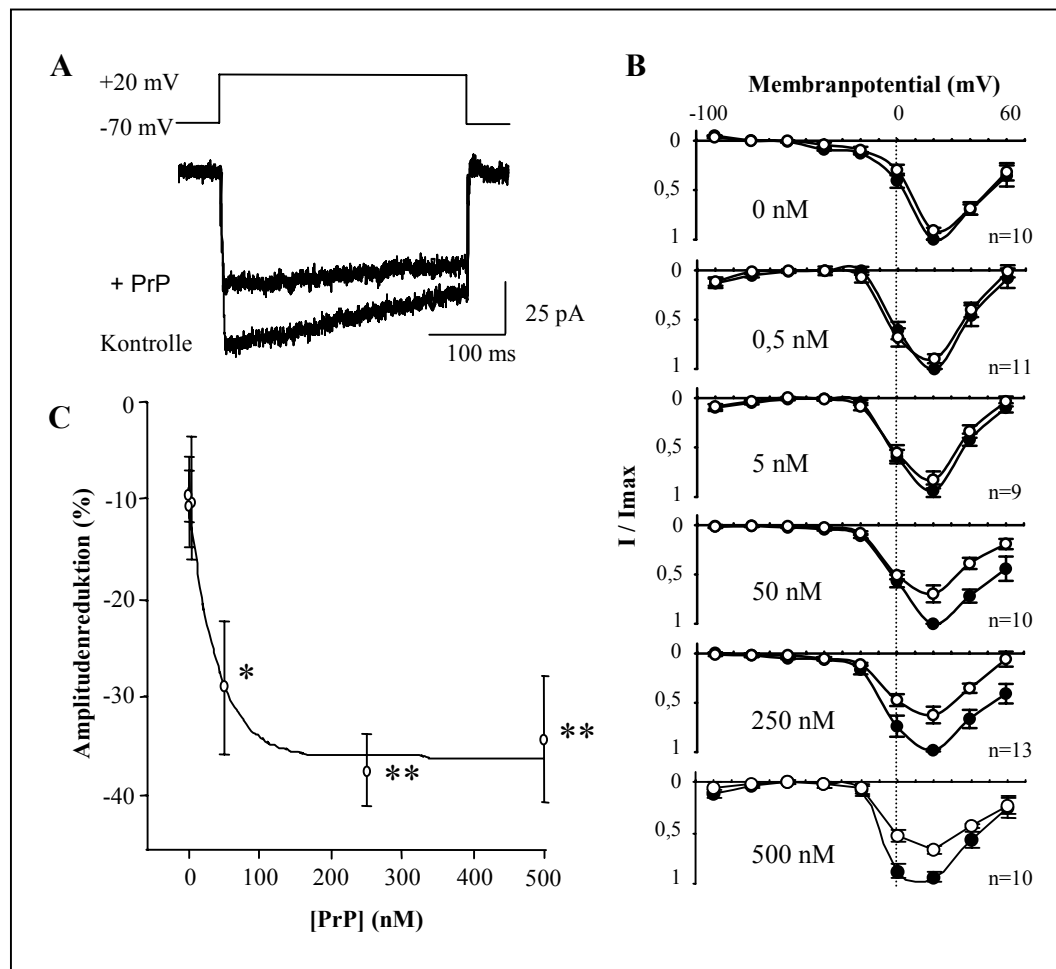 A
+20 mV
-70 mV
+ PrP
Kontrolle
25 pA
100 ms
B
Membranpotential (mV)
-100 0 60
I / Imax
0
0,5
1
0 nM
n=10
0
0,5
1
0,5 nM
n=11
0
0,5
1
5 nM
n=9
0
0,5
1
50 nM
n=10
0
0,5
1
250 nM
n=13
0
0,5
1
500 nM
n=10
C
Amplitudenreduktion (%)
0
-10
-20
-30
-40
*
**
**
0 100 200 300 400 500
[PrP] (nM)